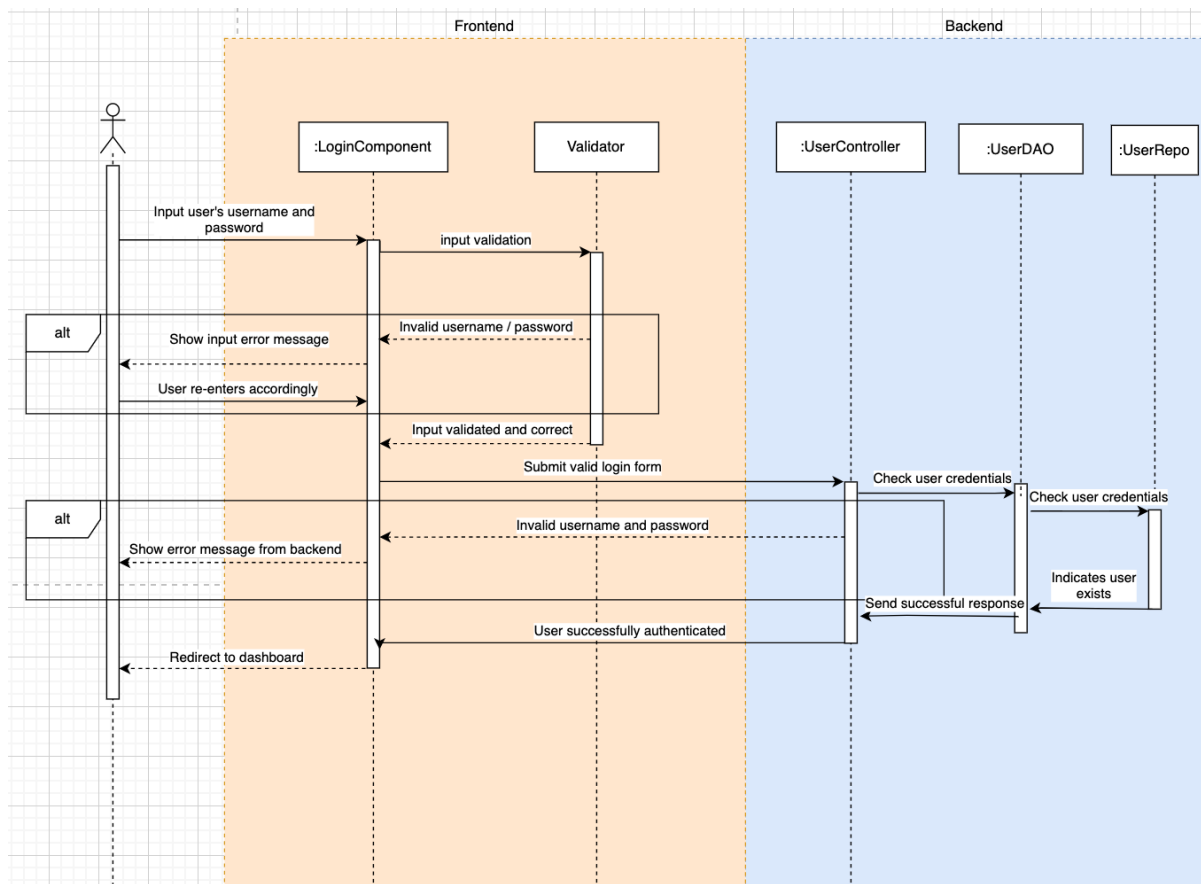 Frontend
Backend
:LoginComponent
Validator
:UserController
:UserDAO
:UserRepo
Input user's username and
password
input validation
alt
Invalid username / password
Show input error message
User re-enters accordingly
Input validated and correct
Submit valid login form
Check user credentials
Check user credentials
alt
Invalid username and password
Show error message from backend
Indicates user
exists
Send successful response
User successfully authenticated
Redirect to dashboard